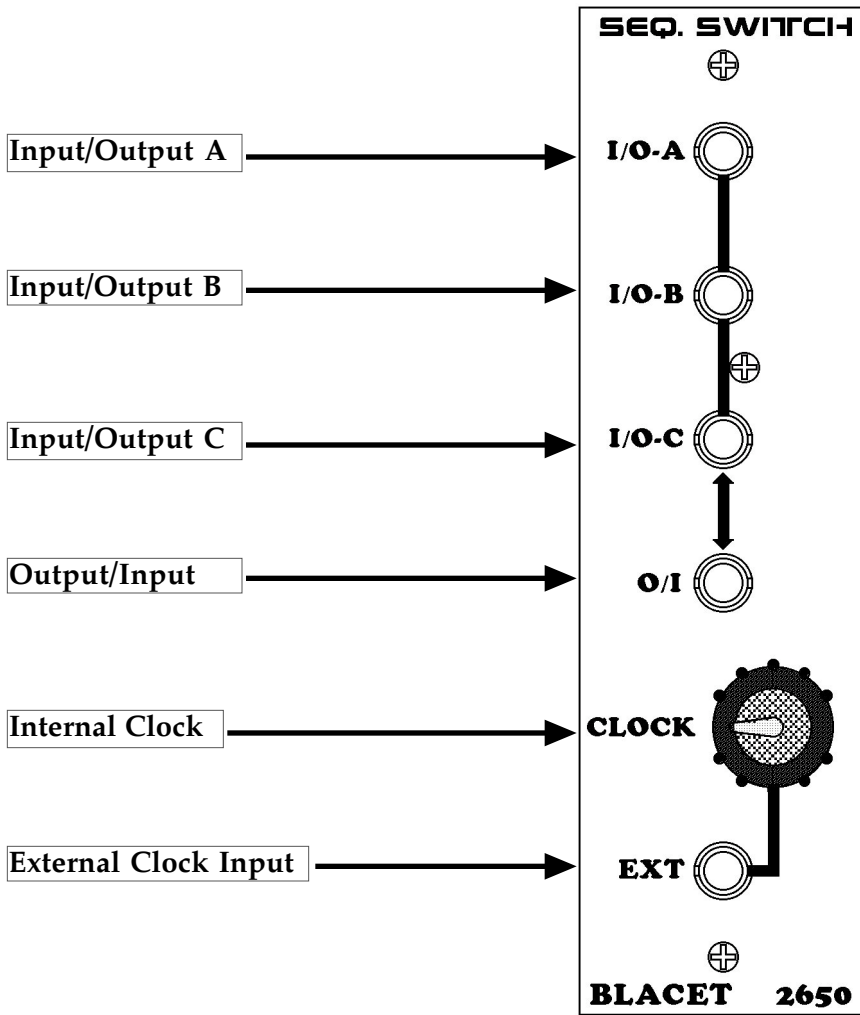 SEQ. SWITCH
Input/Output A
I/O-A
Input/Output B
I/O-B
Input/Output C
I/O-C
Output/Input
O/I
Internal Clock
CLOCK
External Clock Input
EXT
BLACET 2650